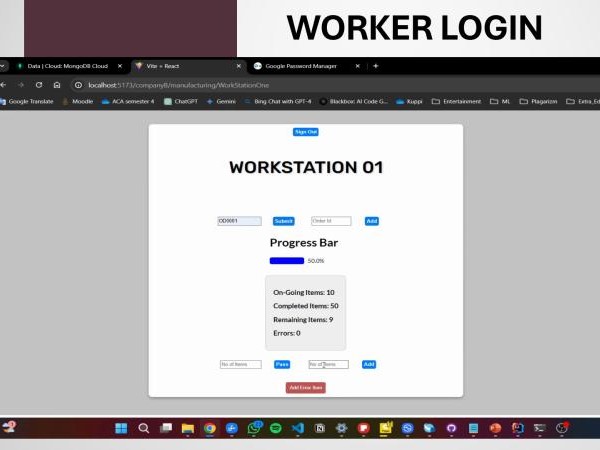 WORKER LOGIN
Data | Cloud: MongoDB Cloud
Vite + React
Google Password Manager
localhost:5173/companyB/manufacturing/WorkStationOne
Google Translate
Moodle
ACA semester 4
ChatGPT
Gemini
Bing Chat with GPT-4
Blackbox: AI Code G...
Kuppi
Entertainment
ML
Plagarizm
Extra_Ed
Sign Out
WORKSTATION 01
OD0001 Submit Order Id Add
Progress Bar
50.0%
On-Going Items: 10
Completed Items: 50
Remaining Items: 9
Errors: 0
No of Items Pass No of Items Add
Add Error Item